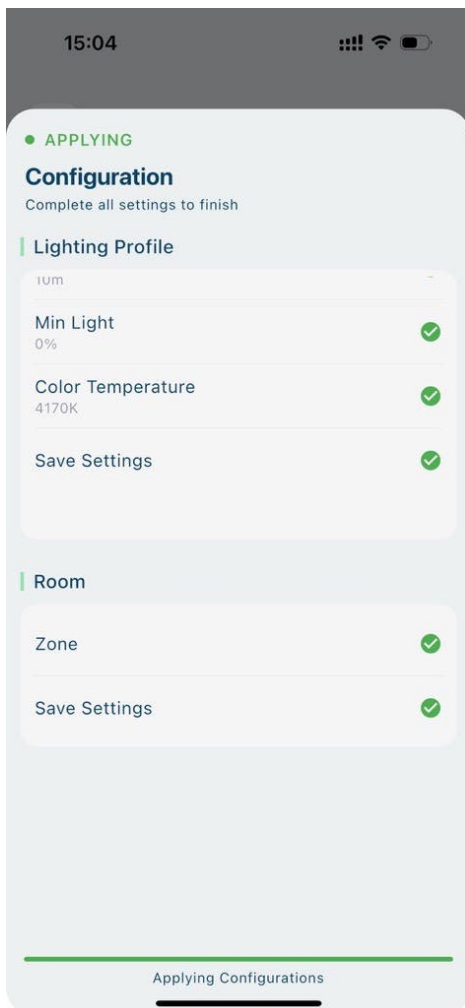 15:04
APPLYING
Configuration
Complete all settings to finish
Lighting Profile
10m
Min Light
0%
Color Temperature
4170K
Save Settings
Room
Zone
Save Settings
Applying Configurations